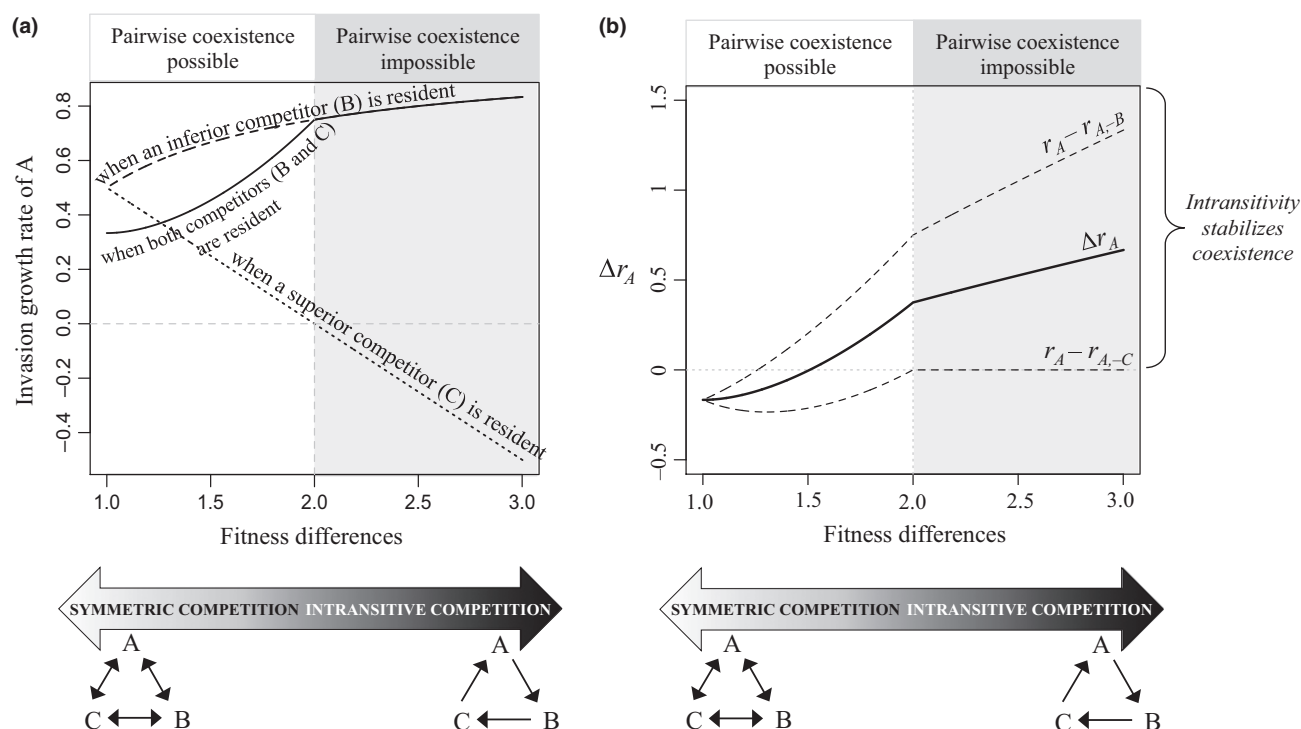 (a)
Pairwise coexistence
possible
Pairwise coexistence
impossible
Invasion growth rate of A
0.8
0.6
0.4
0.2
0.0
−0.2
−0.4
when an inferior competitor (B) is resident
when both competitors (B and C)
are resident
when a superior competitor (C) is resident
1.0
1.5
2.0
2.5
3.0
Fitness differences
SYMMETRIC COMPETITION
INTRANSITIVE COMPETITION
A
C
B
A
C
B
(b)
Pairwise coexistence
possible
Pairwise coexistence
impossible
Δr_A
1.5
1
0.5
0
−0.5
r_A − r_{A,−B}
Δr_A
r_A − r_{A,−C}
Intransitivity
stabilizes
coexistence
1.0
1.5
2.0
2.5
3.0
Fitness differences
SYMMETRIC COMPETITION
INTRANSITIVE COMPETITION
A
C
B
A
C
B